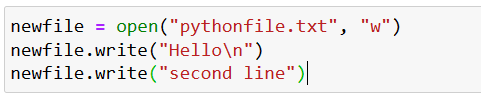 newfile = open("pythonfile.txt", "w")
newfile.write("Hello\n")
newfile.write("second line")